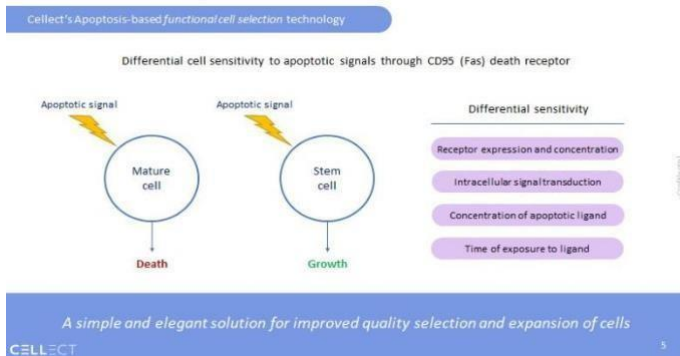 Cellect's Apoptosis-based functional cell selection technology
Differential cell sensitivity to apoptotic signals through CD95 (Fas) death receptor
Apoptotic signal
Mature
cell
Death
Apoptotic signal
Stem
cell
Growth
Differential sensitivity
Receptor expression and concentration
Intracellular signal transduction
Concentration of apoptotic ligand
Time of exposure to ligand
A simple and elegant solution for improved quality selection and expansion of cells
CELLECT
5